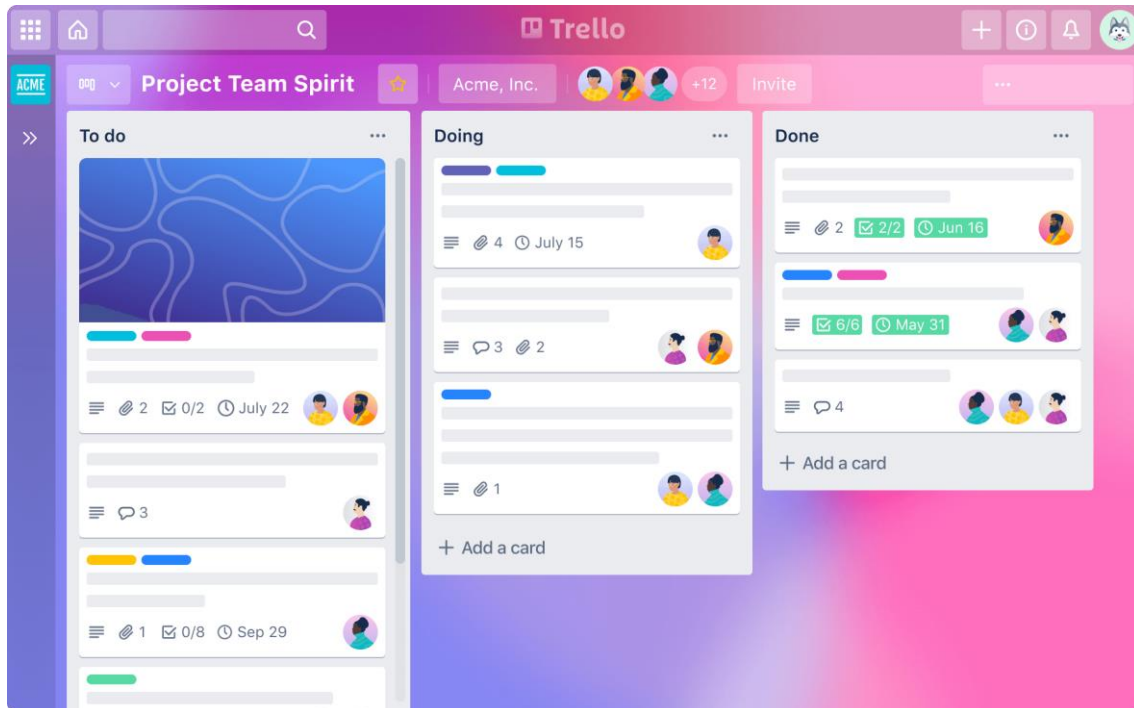 Trello
ACME
Project Team Spirit
Acme, Inc.
+12
Invite
To do
2 0/2 July 22
3
1 0/8 Sep 29
Doing
4 July 15
3 2
1
+ Add a card
Done
2 2/2 Jun 16
6/6 May 31
4
+ Add a card